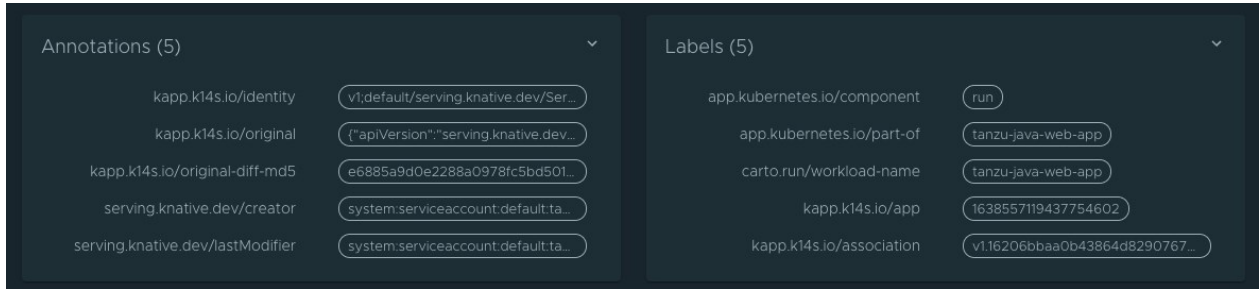 Annotations (5)
kapp.k14s.io/identity v1;default/serving.knative.dev/Ser...
kapp.k14s.io/original {"apiVersion":"serving.knative.dev...
kapp.k14s.io/original-diff-md5 e6885a9d0e2288a0978fc5bd501...
serving.knative.dev/creator system:serviceaccount:default:ta...
serving.knative.dev/lastModifier system:serviceaccount:default:ta...
Labels (5)
app.kubernetes.io/component run
app.kubernetes.io/part-of tanzu-java-web-app
carto.run/workload-name tanzu-java-web-app
kapp.k14s.io/app 1638557119437754602
kapp.k14s.io/association v1.16206bbaa0b43864d8290767...